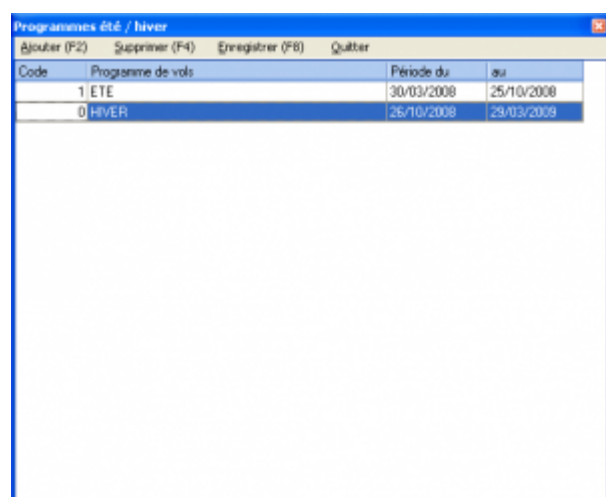 Programmes été / hiver
Ajouter (F2) Supprimer (F4) Enregistrer (F8) Quitter
Code Programme de vols Période du au
1 ETE 30/03/2008 25/10/2008
0 HIVER 26/10/2008 29/03/2009